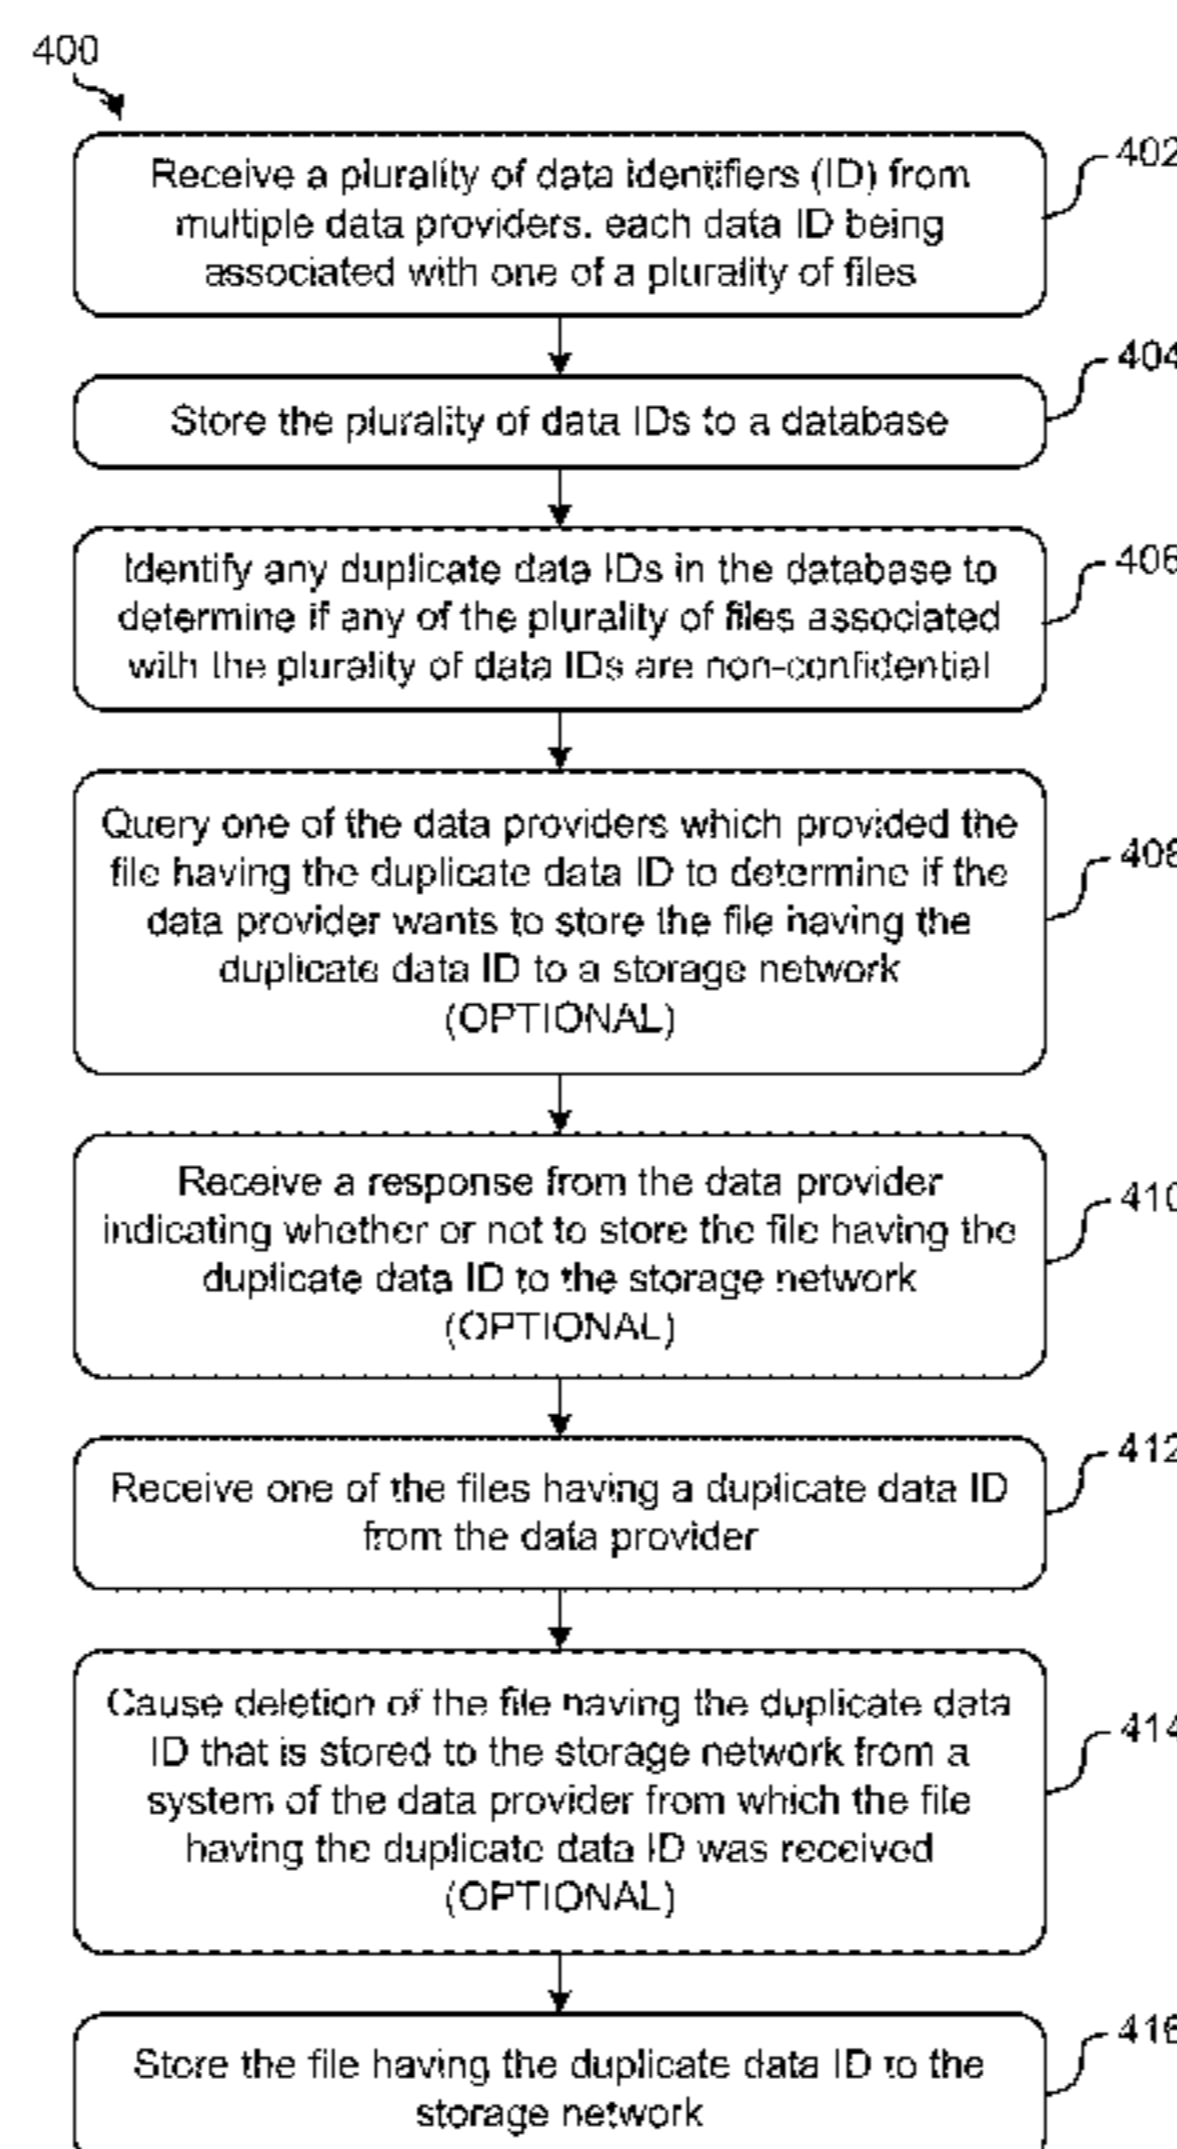 400
Receive a plurality of data identifiers (ID) from
multiple data providers. each data ID being
associated with one of a plurality of files
402
404
Store the plurality of data IDs to a database
Identify any duplicate data IDs in the database to
determine if any of the plurality of files associated
with the plurality of data IDs are non-confidential
406
Query one of the data providers which provided the
file having the duplicate data ID to determine if the
data provider wants to store the file having the
duplicate data ID to a storage network
(OPTIONAL)
408
Receive a response from the data provider
indicating whether or not to store the file having the
duplicate data ID to the storage network
(OPTIONAL)
410
412
Receive one of the files having a duplicate data ID
from the data provider
Cause deletion of the file having the duplicate data
ID that is stored to the storage network from a
system of the data provider from which the file
having the duplicate data ID was received
(OPTIONAL)
414
416
Store the file having the duplicate data ID to the
storage network